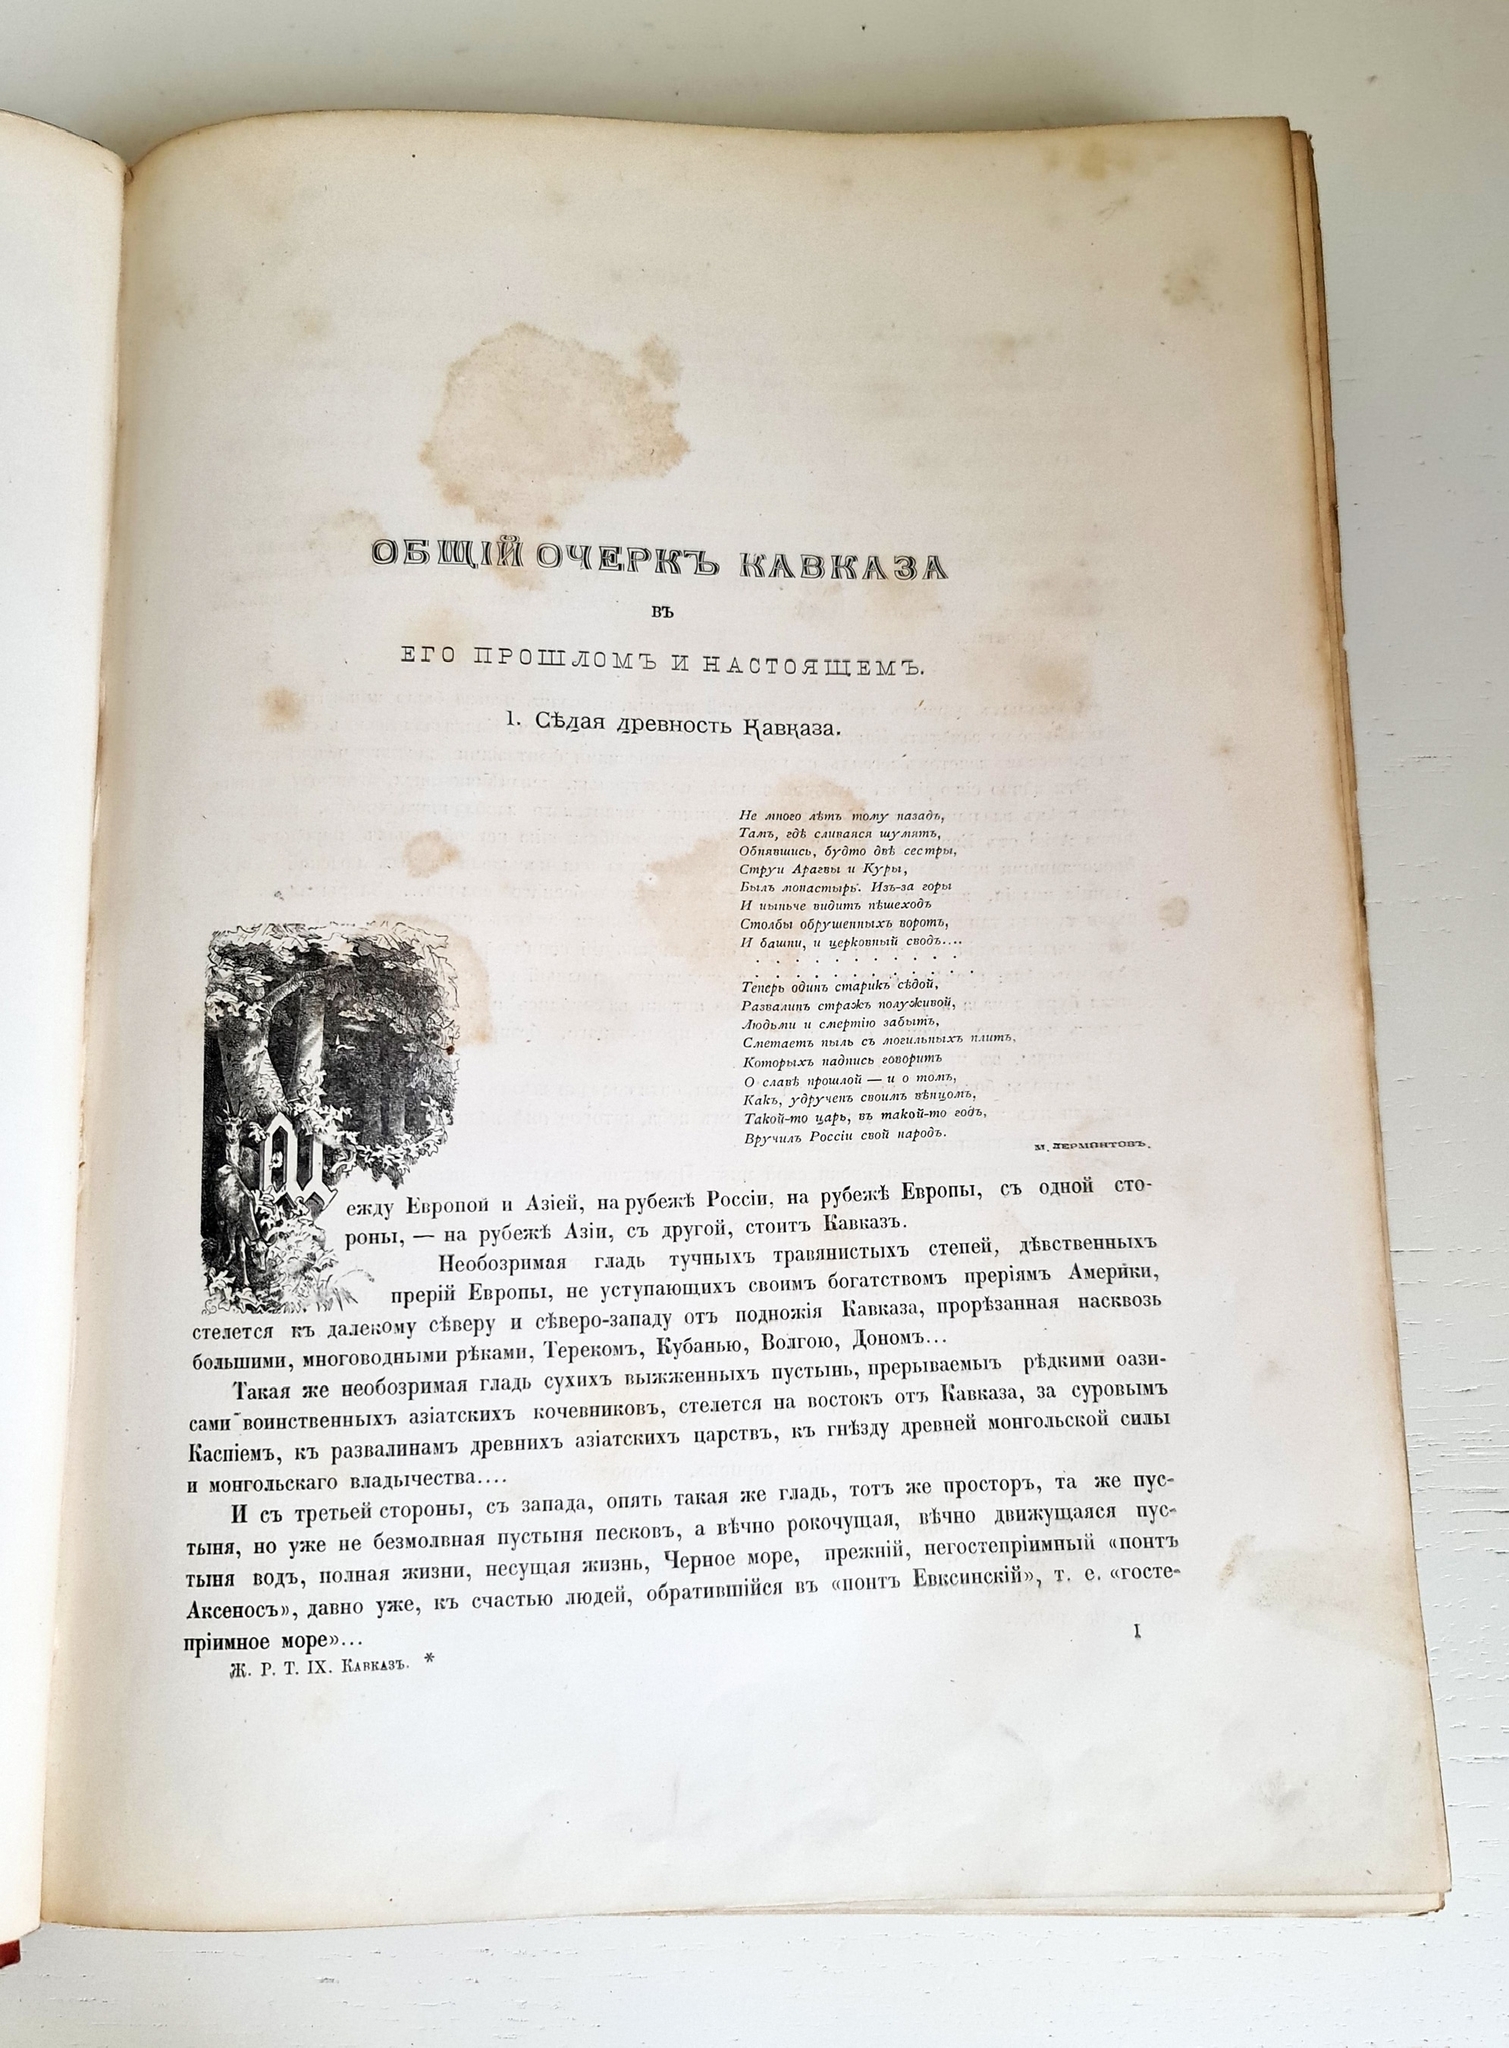 ОБЩІЙ ОЧЕРКЪ КАВКАЗА
ВЪ
ЕГО ПРОШЛОМЪ И НАСТОЯЩЕМЪ.
1. Сѣдая древность Кавказа.
Не много лѣтъ тому назадъ,
Тамъ, гдѣ сливаяся шумятъ,
Обнявшись, будто двѣ сестры,
Струи Арагвы и Куры,
Былъ монастырь. Изъ-за горы
И нынѣче видитъ пѣшеходъ
Столбы обрушенныхъ воротъ,
И башни, и церковный сводъ....
. . . . . . . . . . .
. . . . . . . . . . . .
Теперь одинъ старикъ сѣдой,
Развалинъ стражъ полуживой,
Людьми и смертію забытъ,
Сметаетъ пыль съ могильныхъ плитъ,
Которыхъ надпись говоритъ
О славѣ прошлой — и о томъ,
Какъ, удрученъ своимъ вѣнцомъ,
Такой-то царь, въ такой-то годъ,
Вручилъ Россіи свой народъ.
М. ЛЕРМОНТОВЪ.
Между Европой и Азіей, на рубежѣ Россіи, на рубежѣ Европы, съ одной сто-
роны, — на рубежѣ Азіи, съ другой, стоитъ Кавказъ.
Необозримая гладь тучныхъ травянистыхъ степей, дѣвственныхъ
прерій Европы, не уступающихъ своимъ богатствомъ преріямъ Америки,
стелется къ далекому сѣверу и сѣверо-западу отъ подножія Кавказа, прорѣзанная насквозь
большими, многоводными рѣками, Терекомъ, Кубанью, Волгою, Дономъ...
Такая же необозримая гладь сухихъ выжженныхъ пустынь, прерываемыъ рѣдкими оази-
сами воинственныхъ азіатскихъ кочевниковъ, стелется на востокъ отъ Кавказа, за суровымъ
Каспіемъ, къ развалинамъ древнихъ азіатскихъ царствъ, къ гнѣзду древней монгольской силы
и монгольскаго владычества....
И съ третьей стороны, съ запада, опять такая же гладь, тотъ же просторъ, та же пус-
тыня, но уже не безмолвная пустыня песковъ, а вѣчно рокочущая, вѣчно движущаяся пус-
тыня водъ, полная жизни, несущая жизнь, Черное море, прежній, негостепріимный «понтъ
Аксеносъ», давно уже, къ счастью людей, обратившійся въ «понтъ Евксинскій», т. е. «госте-
пріимное море»...
Ж. Р. Т. IX. Кавказъ. *
1